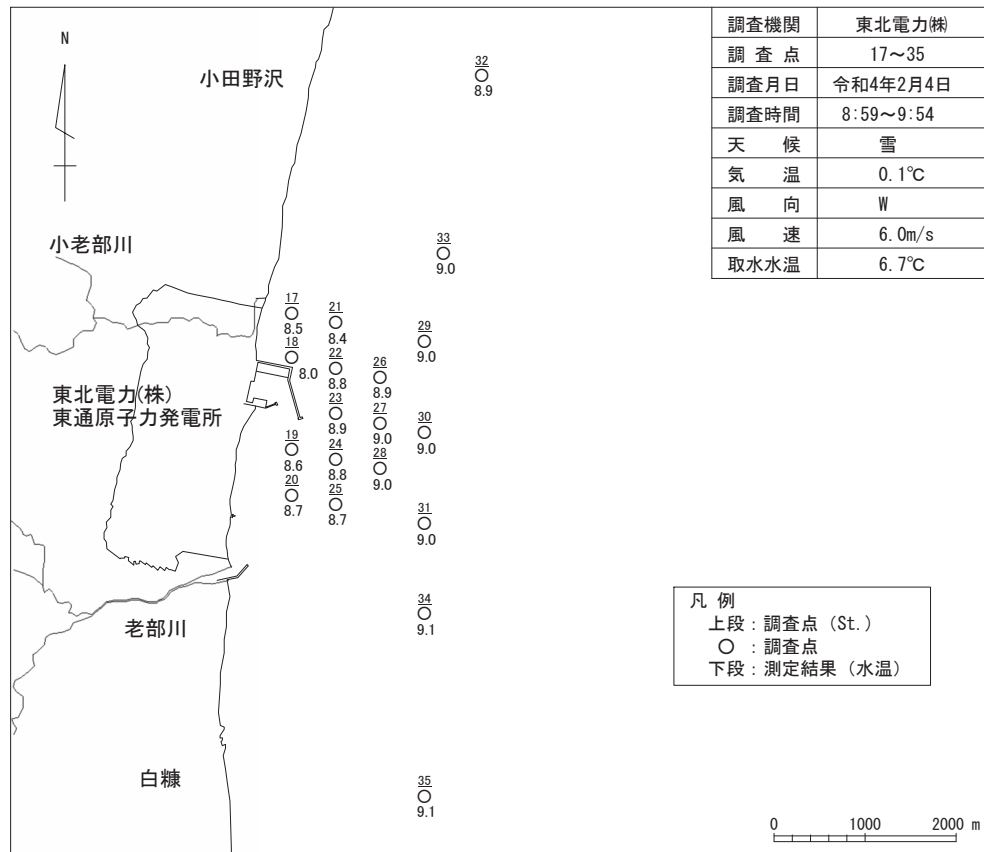 調査機関 東北電力㈱
調査点 17～35
調査月日 令和4年2月4日
調査時間 8:59～9:54
天候 雪
気温 0.1℃
風向 W
風速 6.0m/s
取水水温 6.7℃
N
小田野沢
32
8.9
小老部川
33
9.0
17
8.5
21
8.4
29
9.0
18
8.0
22
8.8
26
8.9
東北電力(株)
東通原子力発電所
23
8.9
27
9.0
30
9.0
19
8.6
24
8.8
28
9.0
20
8.7
25
8.7
31
9.0
34
9.1
老部川
凡 例
上段：調査点（St.）
○ ：調査点
下段：測定結果（水温）
白糠
35
9.1
0 1000 2000 m